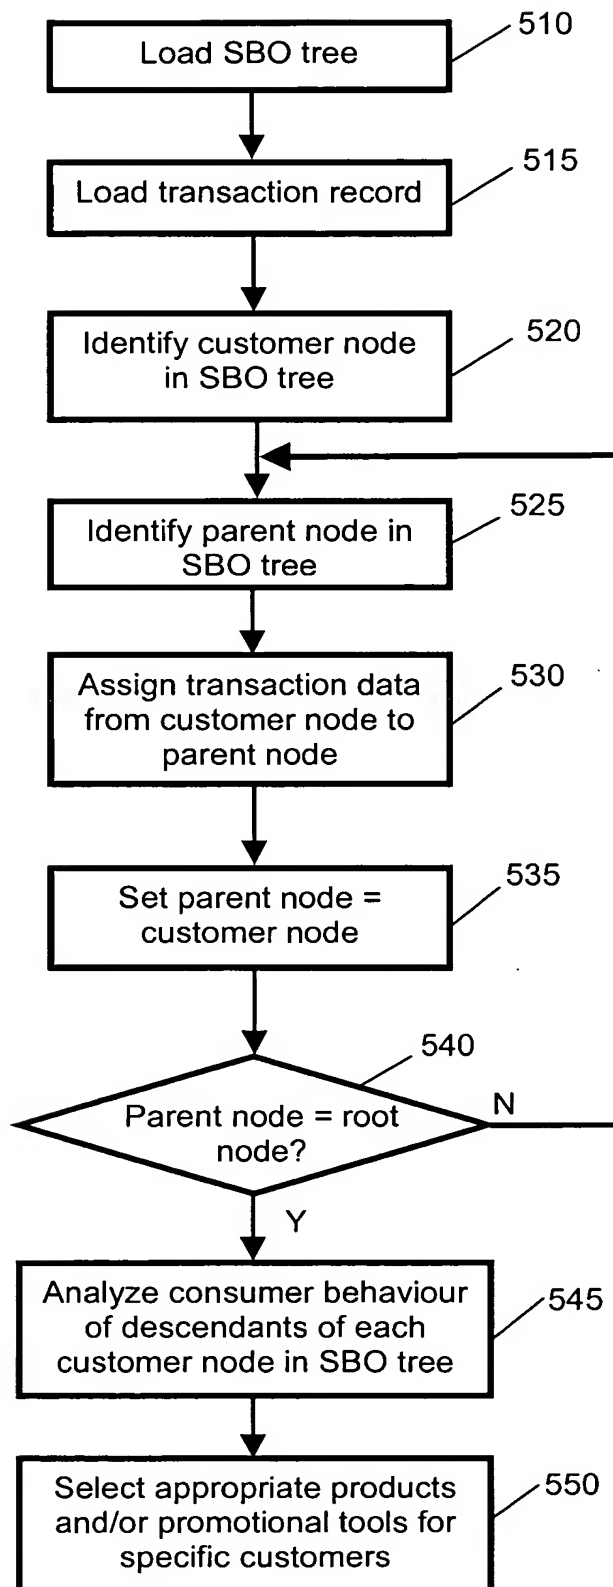 510
Load SBO tree
515
Load transaction record
520
Identify customer node
in SBO tree
525
Identify parent node in
SBO tree
530
Assign transaction data
from customer node to
parent node
535
Set parent node =
customer node
540
Parent node = root
node?
N
Y
545
Analyze consumer behaviour
of descendants of each
customer node in SBO tree
550
Select appropriate products
and/or promotional tools for
specific customers